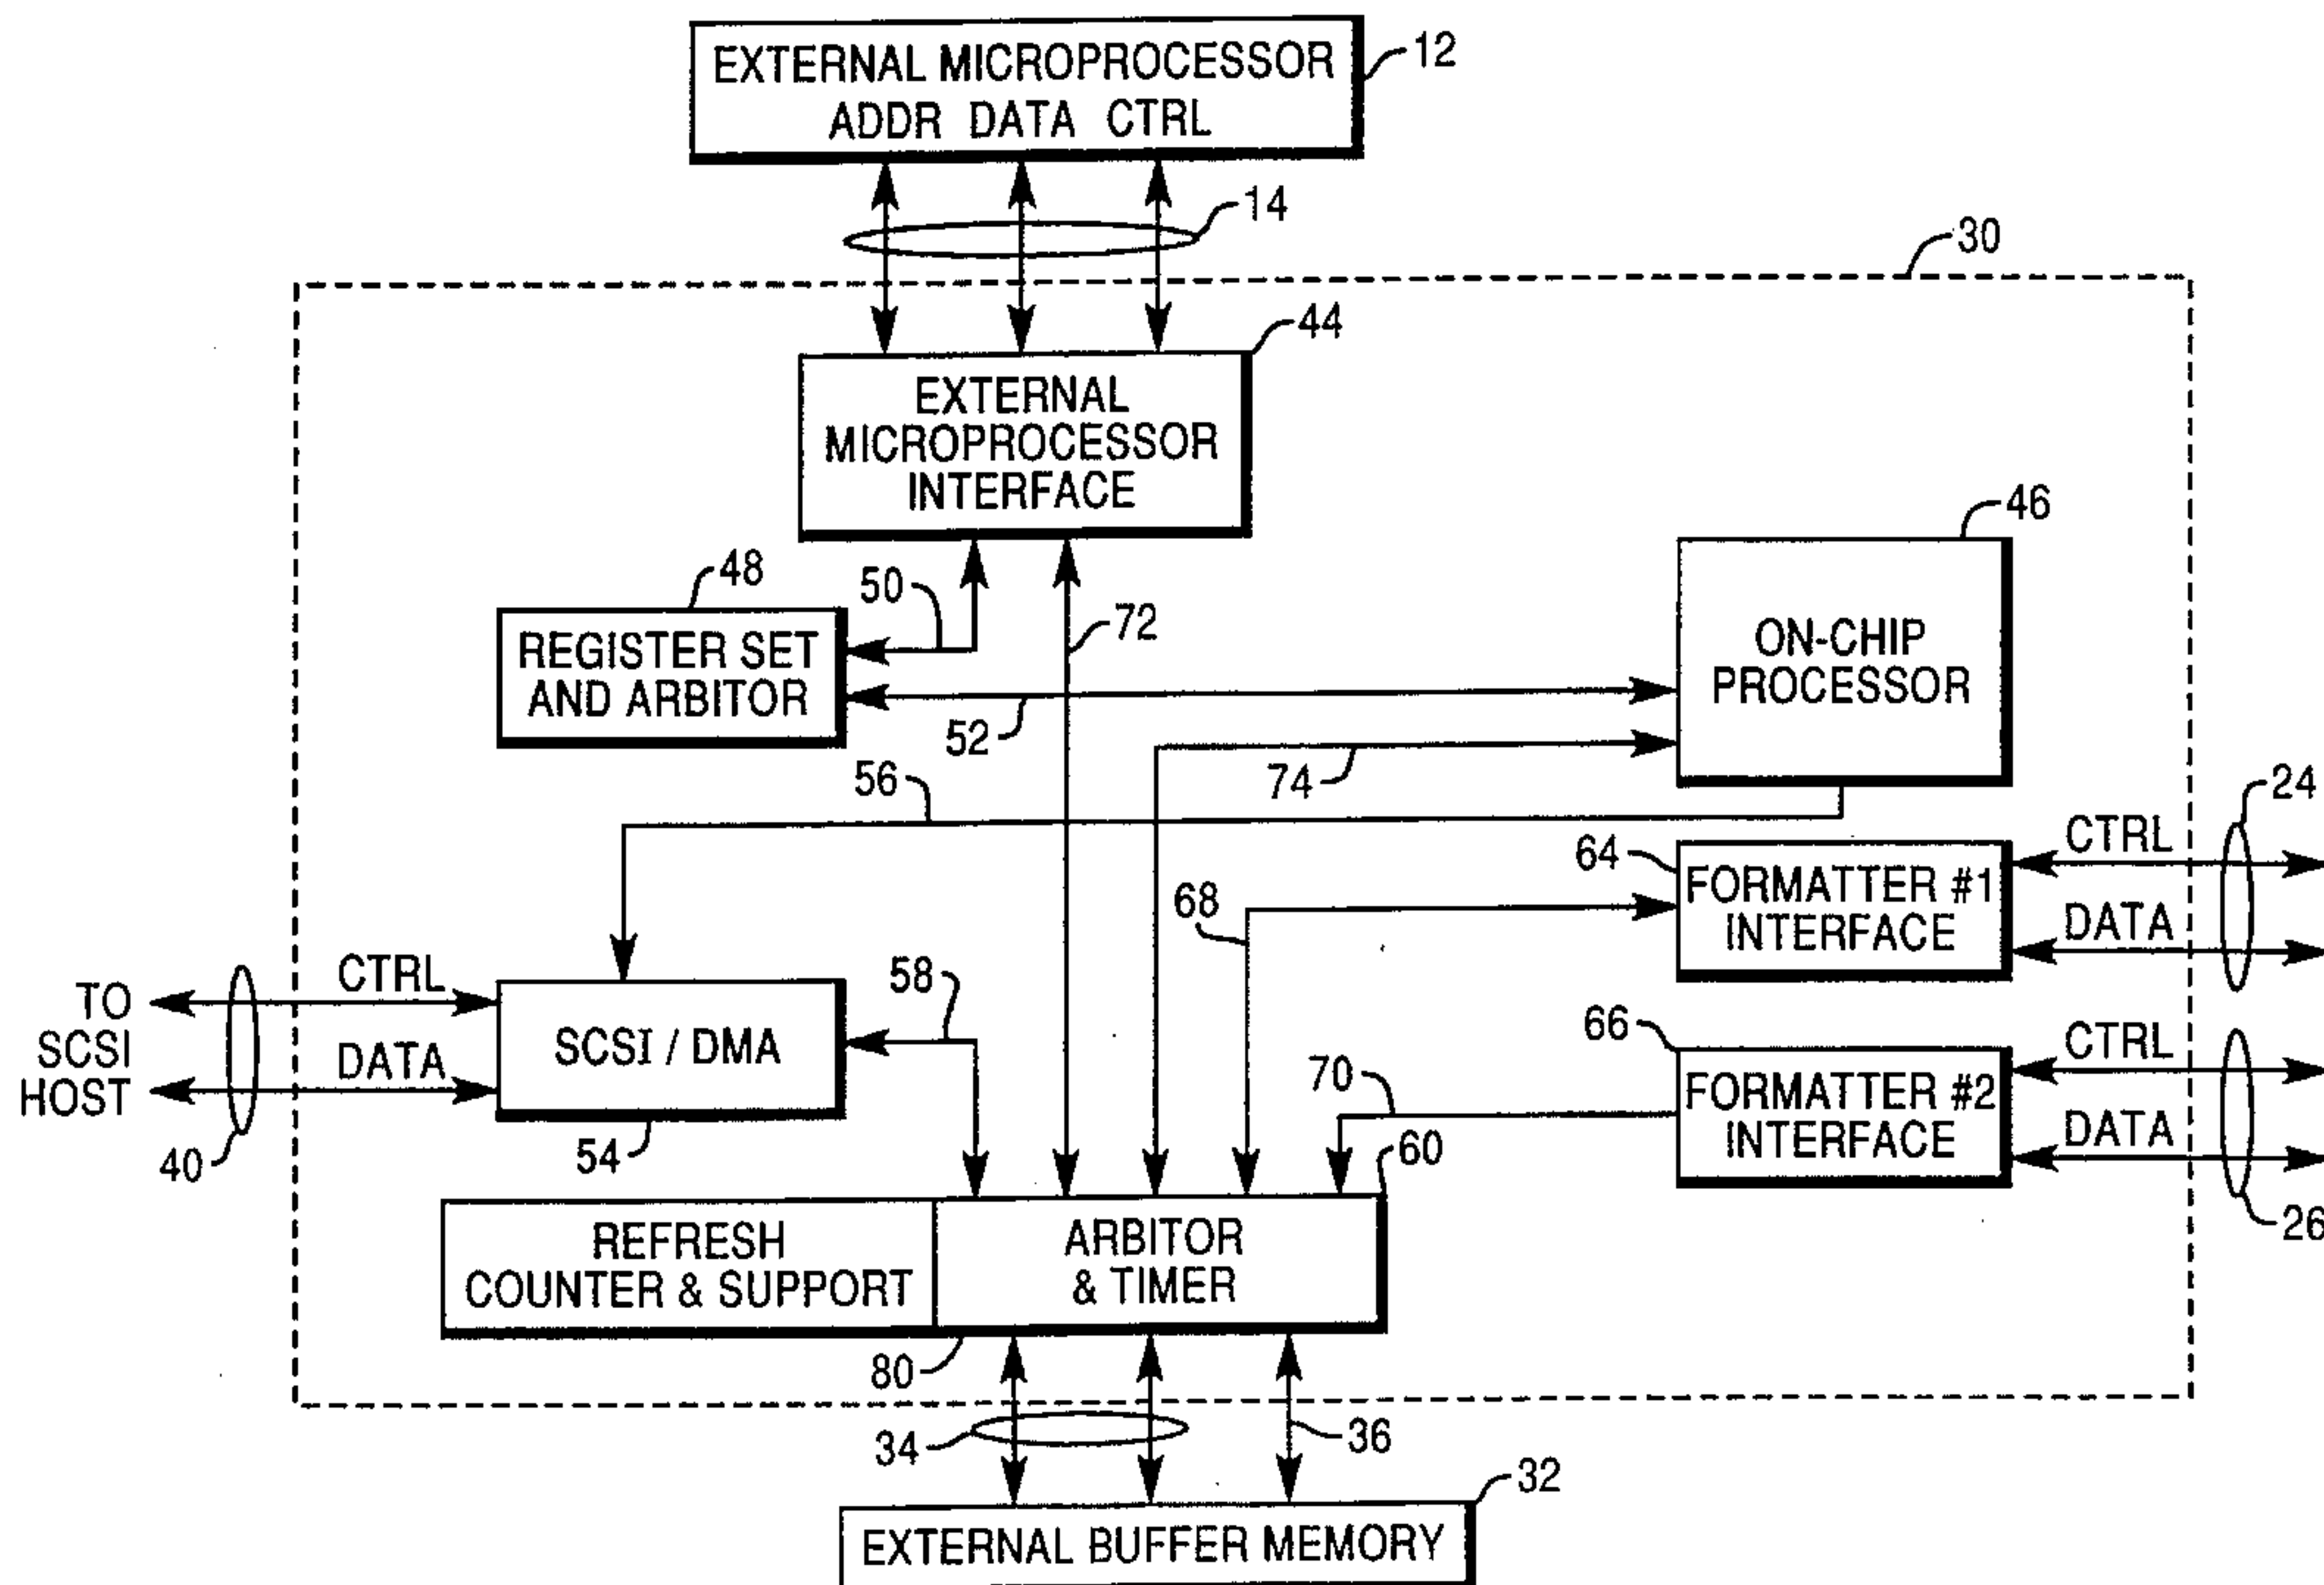 EXTERNAL MICROPROCESSOR
ADDR DATA CTRL
12
14
30
44
EXTERNAL
MICROPROCESSOR
INTERFACE
46
48
50
72
REGISTER SET
AND ARBITOR
ON-CHIP
PROCESSOR
52
74
56
24
64
CTRL
FORMATTER #1
INTERFACE
DATA
68
TO
SCSI
HOST
CTRL
DATA
40
SCSI / DMA
54
58
66
CTRL
FORMATTER #2
INTERFACE
DATA
26
70
60
REFRESH
COUNTER & SUPPORT
ARBITOR
& TIMER
80
34
36
32
EXTERNAL BUFFER MEMORY